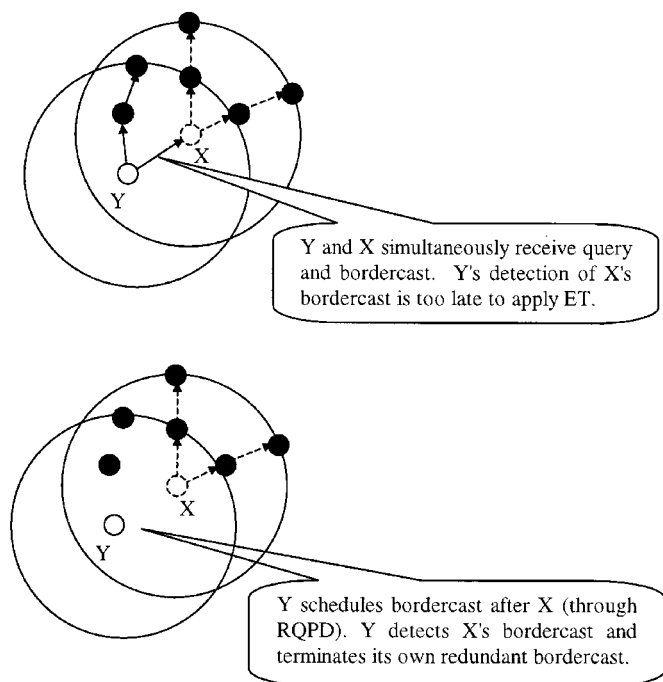 X
Y
Y and X simultaneously receive query
and bordercast. Y's detection of X's
bordercast is too late to apply ET.
X
Y
Y schedules bordercast after X (through
RQPD). Y detects X's bordercast and
terminates its own redundant bordercast.